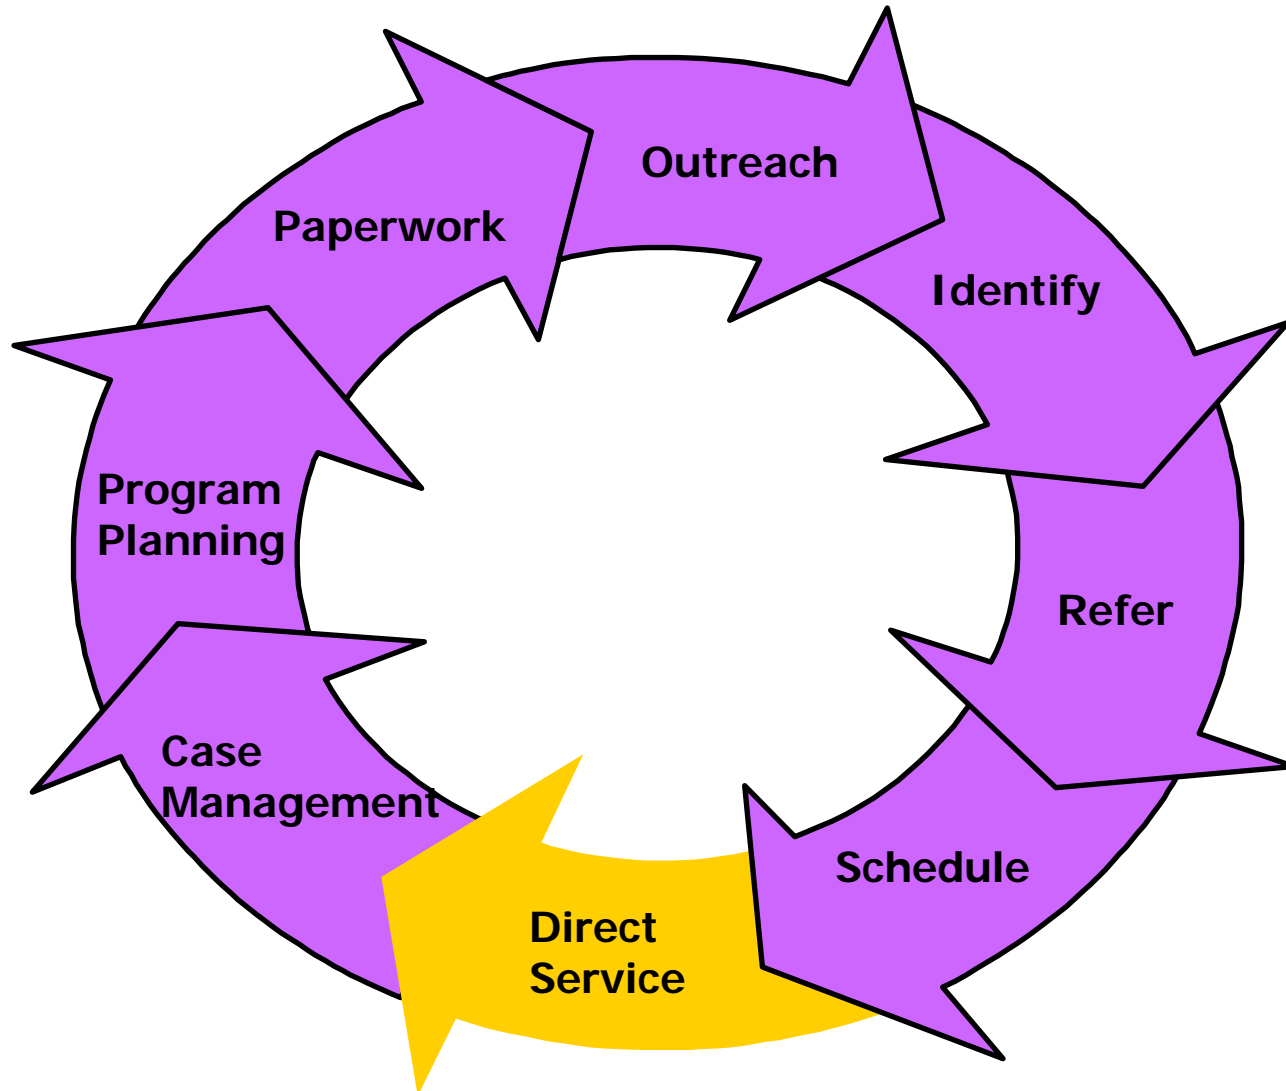 Outreach
Identify
Refer
Schedule
Direct
Service
Case
Management
Program
Planning
Paperwork